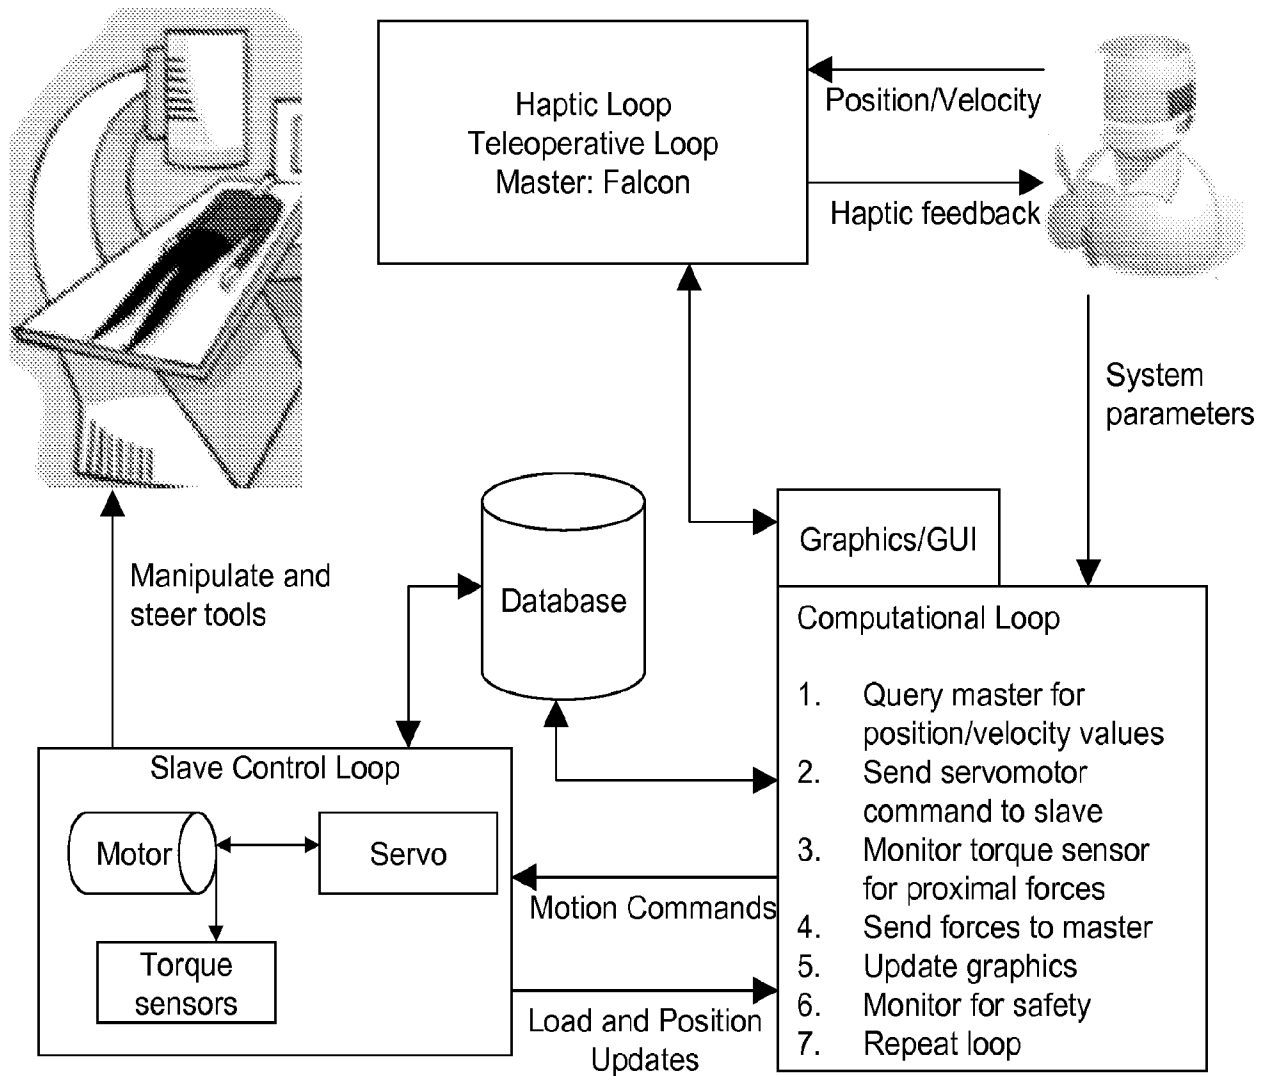 Haptic Loop
Teleoperative Loop
Master: Falcon
Position/Velocity
Haptic feedback
System
parameters
Graphics/GUI
Manipulate and
steer tools
Database
Computational Loop
1. Query master for
position/velocity values
2. Send servomotor
command to slave
3. Monitor torque sensor
for proximal forces
4. Send forces to master
5. Update graphics
6. Monitor for safety
7. Repeat loop
Slave Control Loop
Motor
Servo
Torque
sensors
Motion Commands
Load and Position
Updates